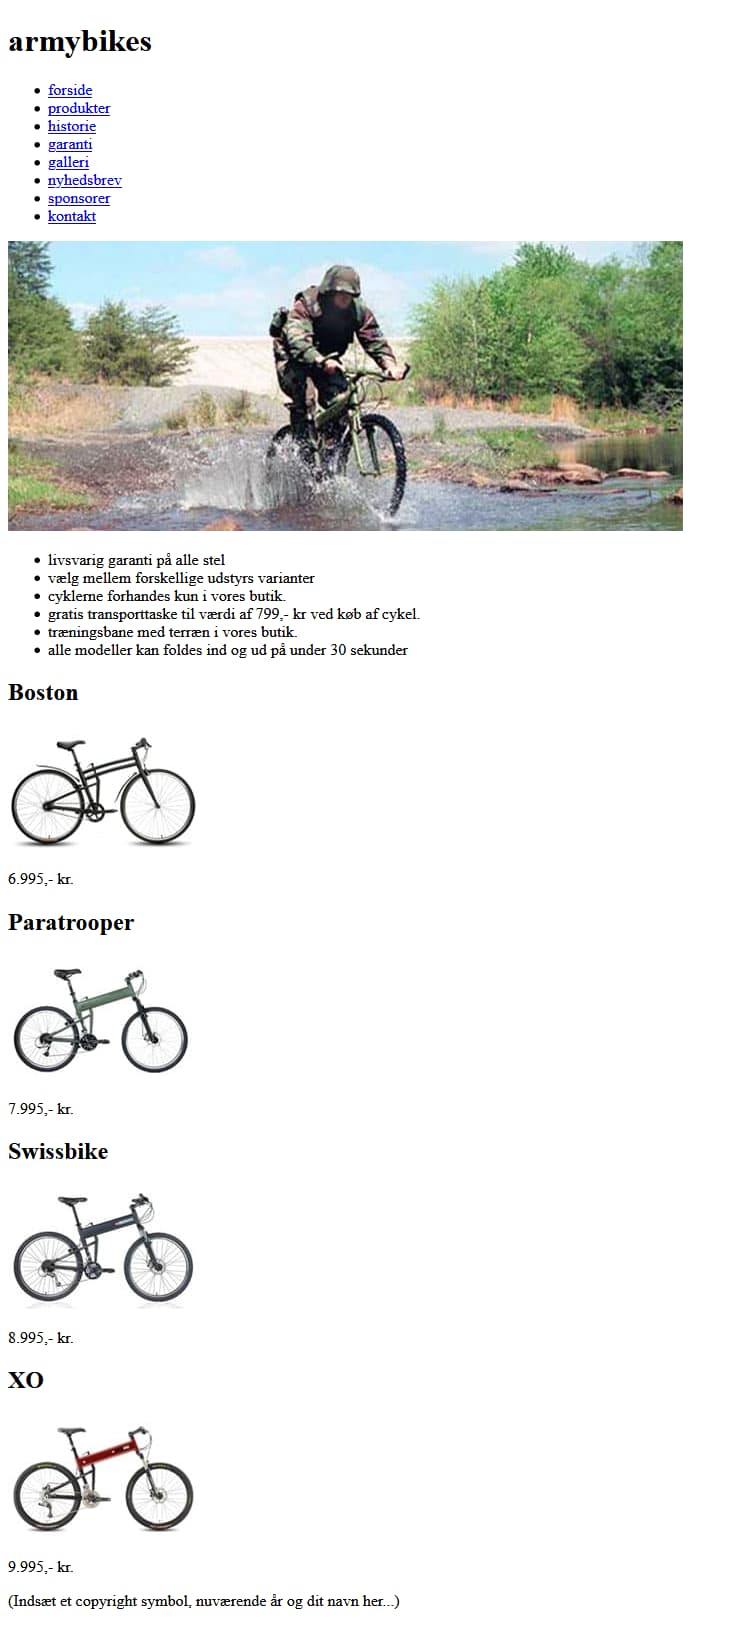 armybikes
forside
produkter
historie
garanti
galleri
nyhedsbrev
sponsorer
kontakt
livsvarig garanti på alle stel
vælg mellem forskellige udstyrs varianter
cyklerne forhandes kun i vores butik.
gratis transporttaske til værdi af 799,- kr ved køb af cykel.
træningsbane med terræn i vores butik.
alle modeller kan foldes ind og ud på under 30 sekunder
Boston
6.995,- kr.
Paratrooper
7.995,- kr.
Swissbike
8.995,- kr.
XO
9.995,- kr.
(Indsæt et copyright symbol, nuværende år og dit navn her...)